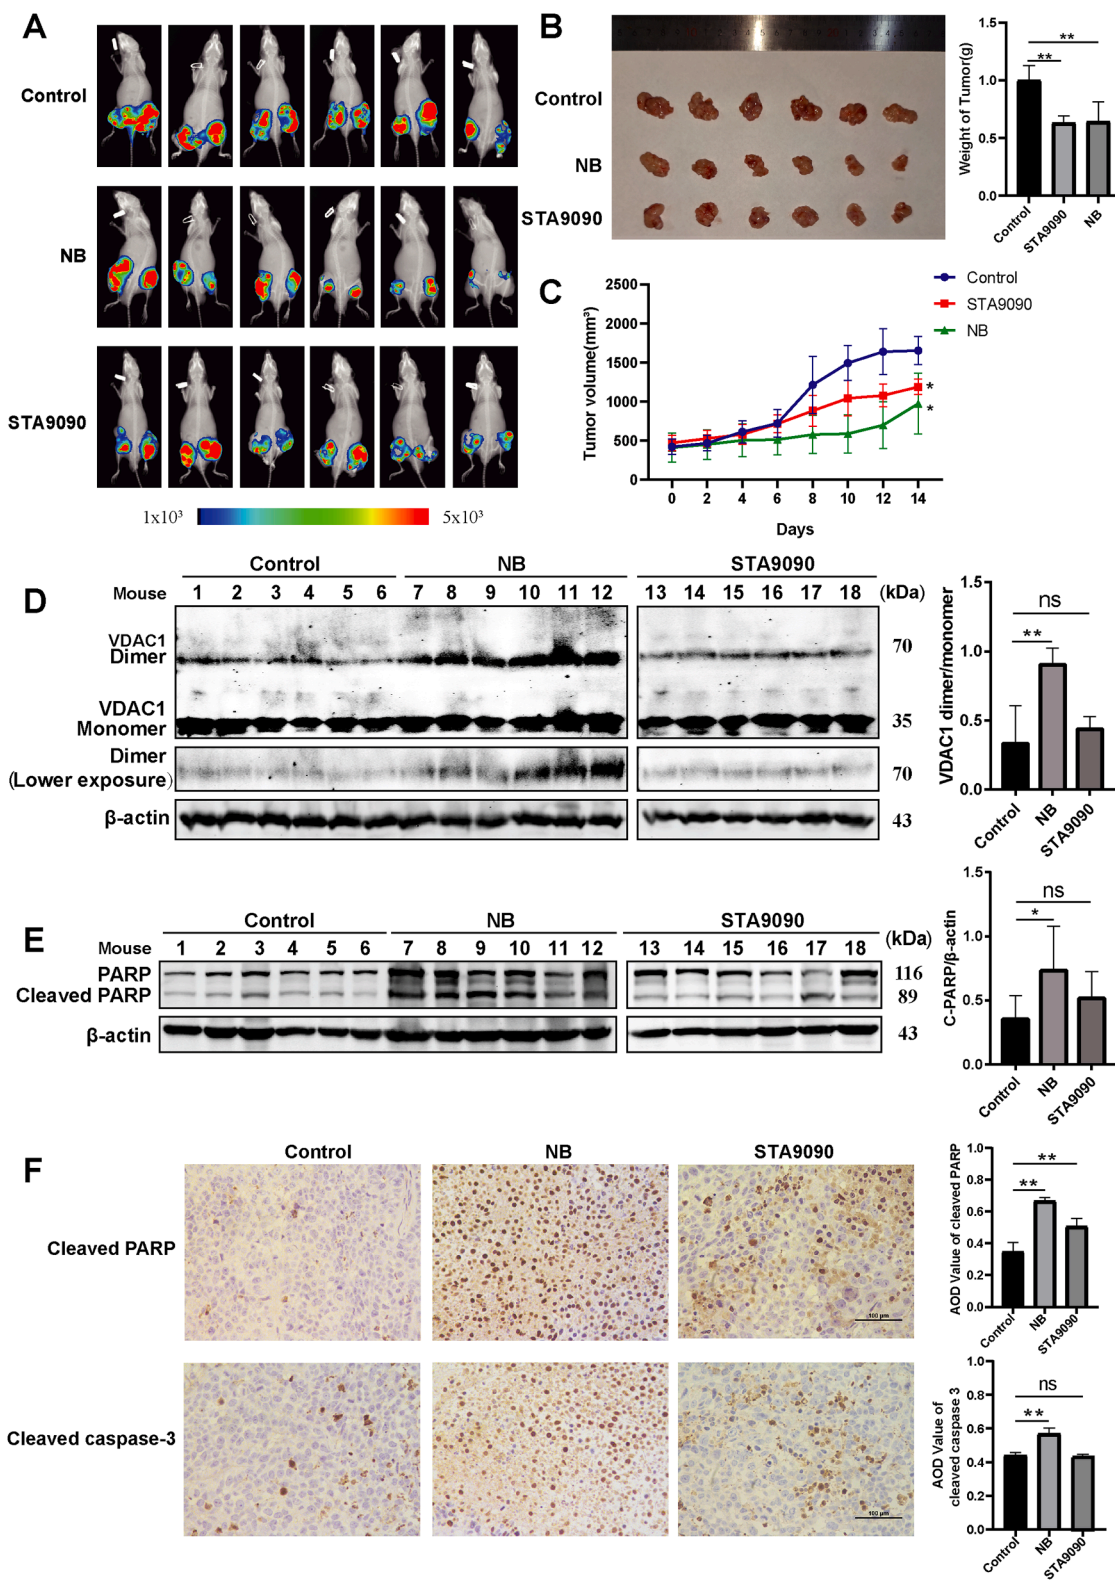 A
Control
NB
STA9090
1x10³
5x10³
B
Control
NB
STA9090
Weight of Tumor(g)
1.5
1.0
0.5
0.0
**
**
Control
STA9090
NB
C
Tumor volume(mm³)
2500
2000
1500
1000
500
0
0 2 4 6 8 10 12 14
Days
Control
STA9090
NB
*
*
D
Control NB STA9090
Mouse 1 2 3 4 5 6 7 8 9 10 11 12 13 14 15 16 17 18 (kDa)
VDAC1
Dimer 70
VDAC1
Monomer 35
Dimer
(Lower exposure) 70
β-actin 43
VDAC1 dimer/monomer
1.5
1.0
0.5
0.0
ns
**
Control
NB
STA9090
E
Control NB STA9090
Mouse 1 2 3 4 5 6 7 8 9 10 11 12 13 14 15 16 17 18 (kDa)
PARP 116
Cleaved PARP 89
β-actin 43
C-PARP/β-actin
1.5
1.0
0.5
0.0
ns
*
Control
NB
STA9090
F
Control NB STA9090
Cleaved PARP
100 μm
AOD Value of cleaved PARP
1.0
0.8
0.6
0.4
0.2
0.0
**
**
Control
NB
STA9090
Cleaved caspase-3
100 μm
AOD Value of
cleaved caspase 3
1.0
0.8
0.6
0.4
0.2
0.0
ns
**
Control
NB
STA9090